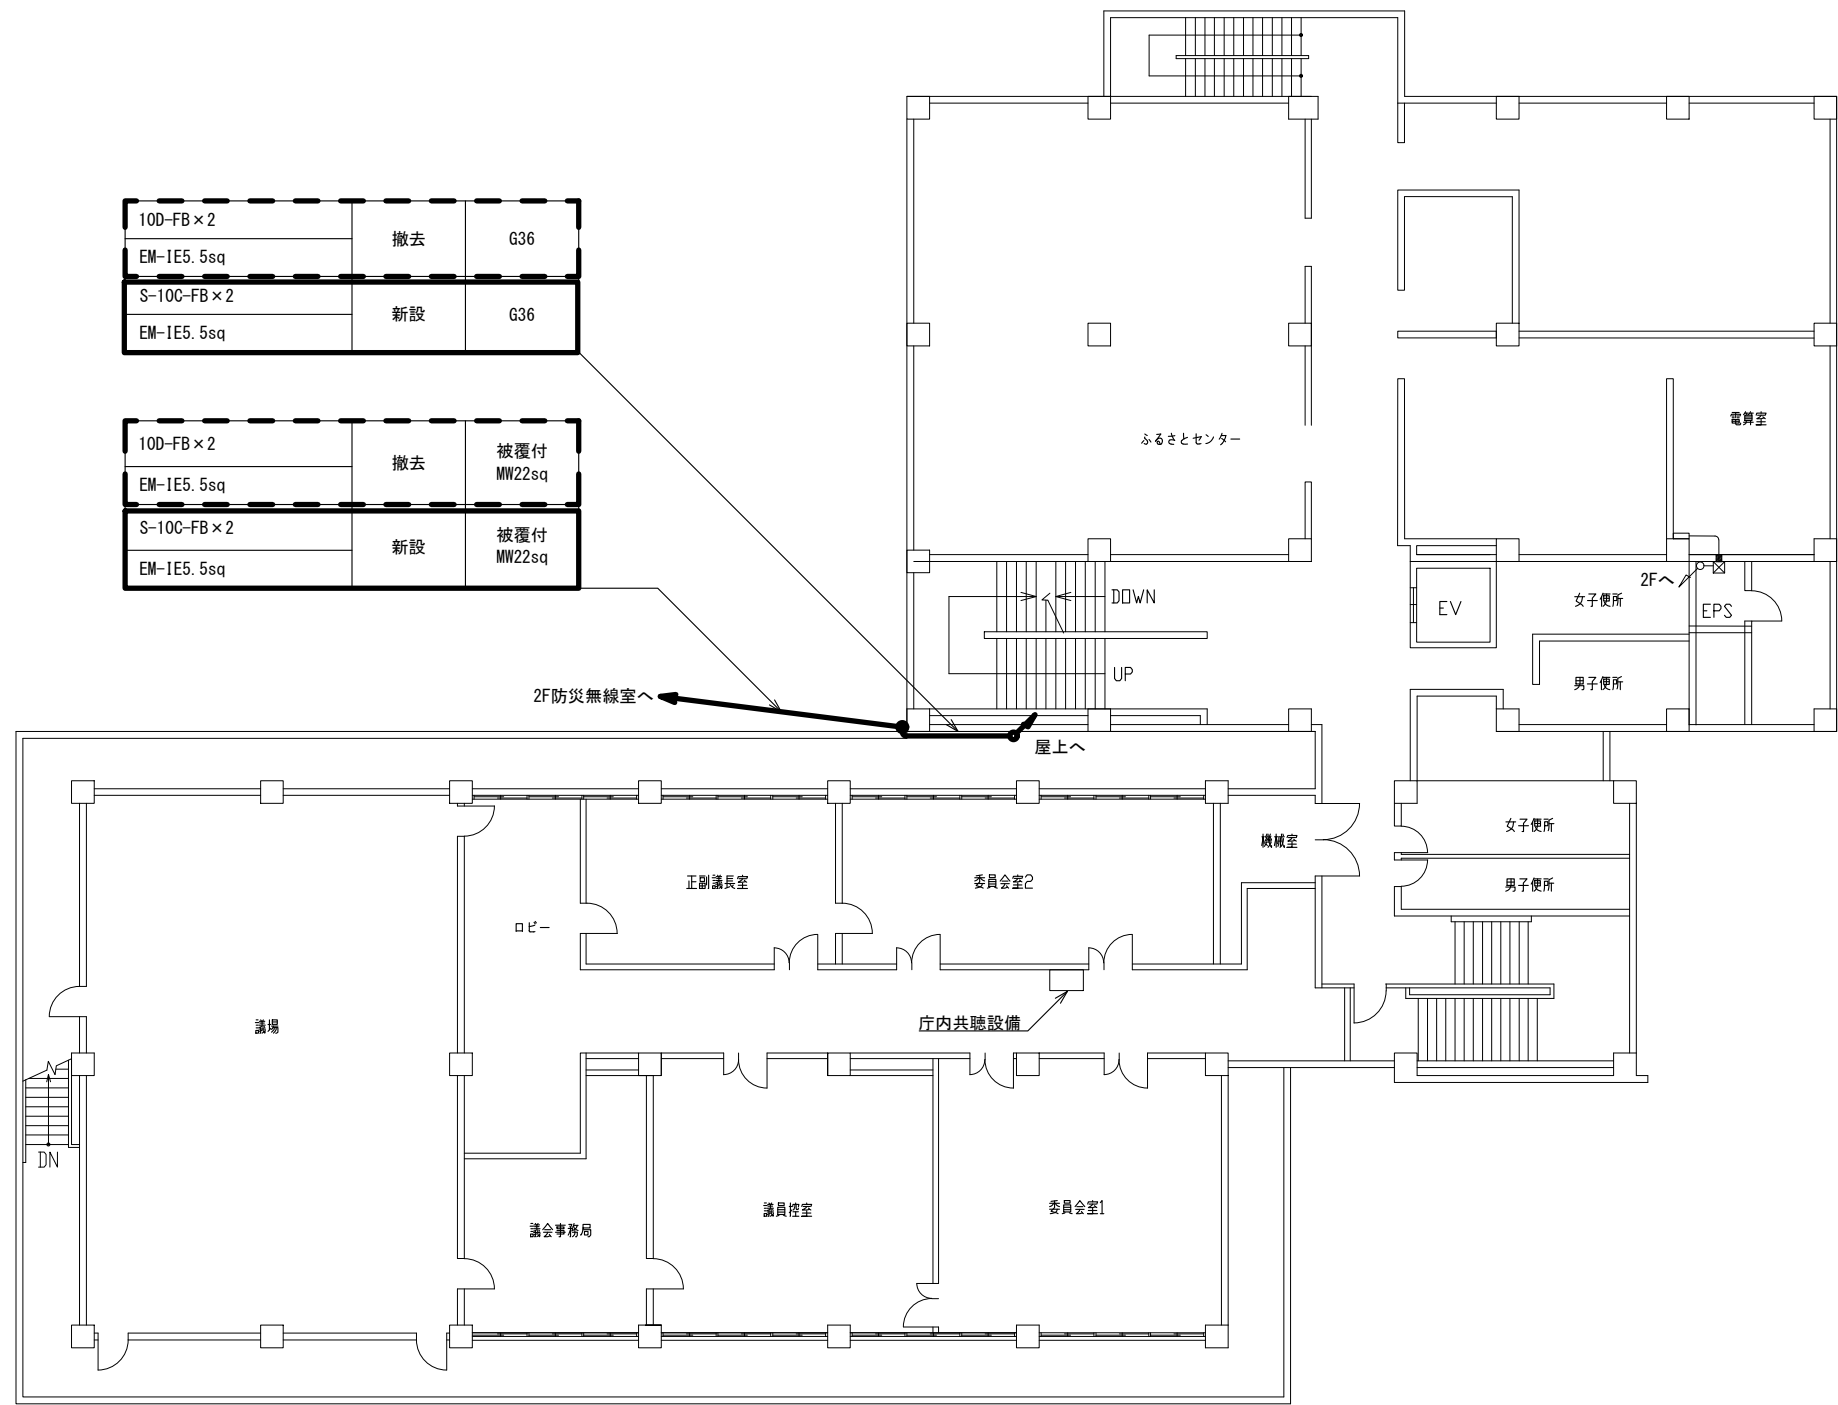 10D-FB×2
撤去
G36
EM-IE5.5sq
S-10C-FB×2
新設
G36
EM-IE5.5sq
10D-FB×2
撤去
被覆付
MW22sq
EM-IE5.5sq
S-10C-FB×2
新設
被覆付
MW22sq
EM-IE5.5sq
ふるさとセンター
電算室
DOWN
UP
EV
女子便所
2Fへ
EPS
男子便所
2F防災無線室へ
屋上へ
機械室
女子便所
男子便所
正副議長室
委員会室2
ロビー
議場
庁内共聴設備
DN
議会事務局
議員控室
委員会室1